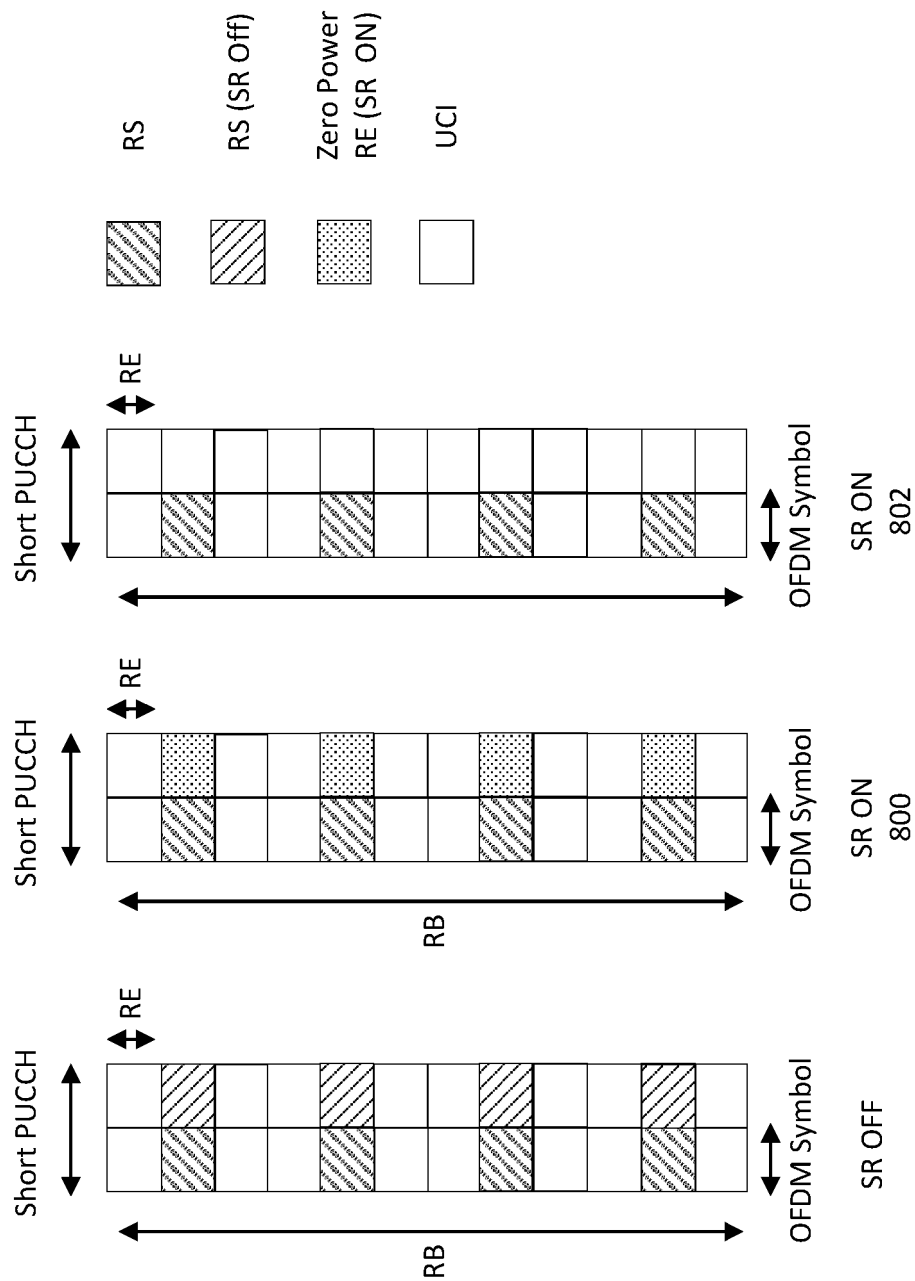 Short PUCCH
RE
RB
OFDM Symbol
SR OFF
Short PUCCH
RE
RB
OFDM Symbol
SR ON
800
Short PUCCH
RE
OFDM Symbol
SR ON
802
RS
RS (SR Off)
Zero Power
RE (SR ON)
UCI